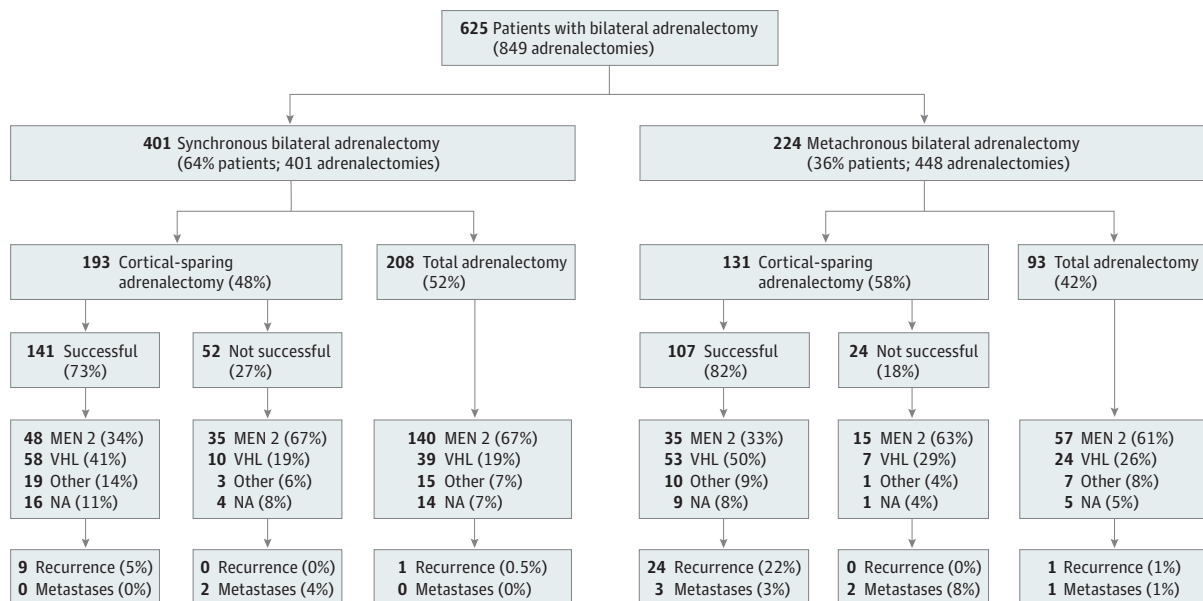 625 Patients with bilateral adrenalectomy
(849 adrenalectomies)
401 Synchronous bilateral adrenalectomy
(64% patients; 401 adrenalectomies)
224 Metachronous bilateral adrenalectomy
(36% patients; 448 adrenalectomies)
193 Cortical-sparing
adrenalectomy (48%)
208 Total adrenalectomy
(52%)
131 Cortical-sparing
adrenalectomy (58%)
93 Total adrenalectomy
(42%)
141 Successful
(73%)
52 Not successful
(27%)
107 Successful
(82%)
24 Not successful
(18%)
48 MEN 2 (34%)
58 VHL (41%)
19 Other (14%)
16 NA (11%)
35 MEN 2 (67%)
10 VHL (19%)
3 Other (6%)
4 NA (8%)
140 MEN 2 (67%)
39 VHL (19%)
15 Other (7%)
14 NA (7%)
35 MEN 2 (33%)
53 VHL (50%)
10 Other (9%)
9 NA (8%)
15 MEN 2 (63%)
7 VHL (29%)
1 Other (4%)
1 NA (4%)
57 MEN 2 (61%)
24 VHL (26%)
7 Other (8%)
5 NA (5%)
9 Recurrence (5%)
0 Metastases (0%)
0 Recurrence (0%)
2 Metastases (4%)
1 Recurrence (0.5%)
0 Metastases (0%)
24 Recurrence (22%)
3 Metastases (3%)
0 Recurrence (0%)
2 Metastases (8%)
1 Recurrence (1%)
1 Metastases (1%)